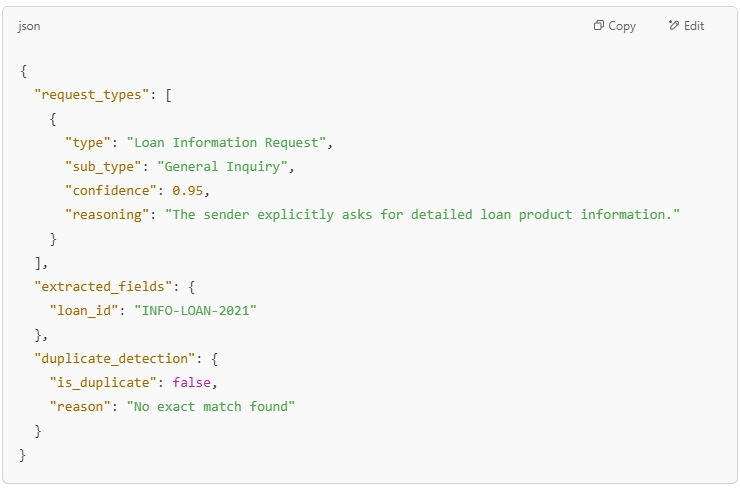 json Copy Edit
{
  "request_types": [
    {
      "type": "Loan Information Request",
      "sub_type": "General Inquiry",
      "confidence": 0.95,
      "reasoning": "The sender explicitly asks for detailed loan product information."
    }
  ],
  "extracted_fields": {
    "loan_id": "INFO-LOAN-2021"
  },
  "duplicate_detection": {
    "is_duplicate": false,
    "reason": "No exact match found"
  }
}